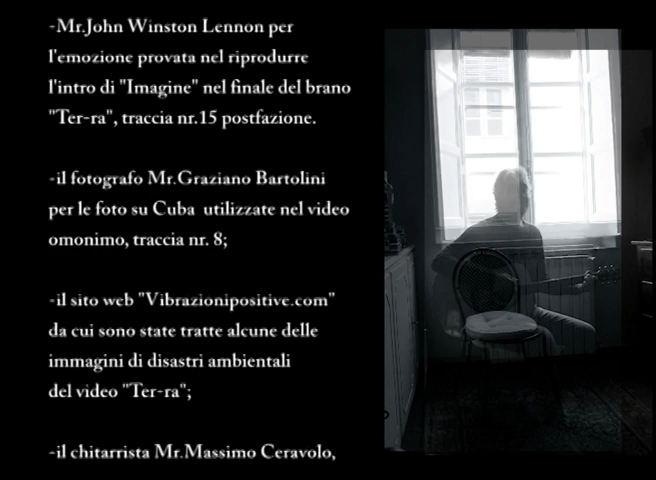 -Mr.John Winston Lennon per
l'emozione provata nel riprodurre
l'intro di "Imagine" nel finale del brano
"Ter-ra", traccia nr.15 postfazione.
-il fotografo Mr.Graziano Bartolini
per le foto su Cuba utilizzate nel video
omonimo, traccia nr. 8;
-il sito web "Vibrazionipositive.com"
da cui sono state tratte alcune delle
immagini di disastri ambientali
del video "Ter-ra";
-il chitarrista Mr.Massimo Ceravolo,